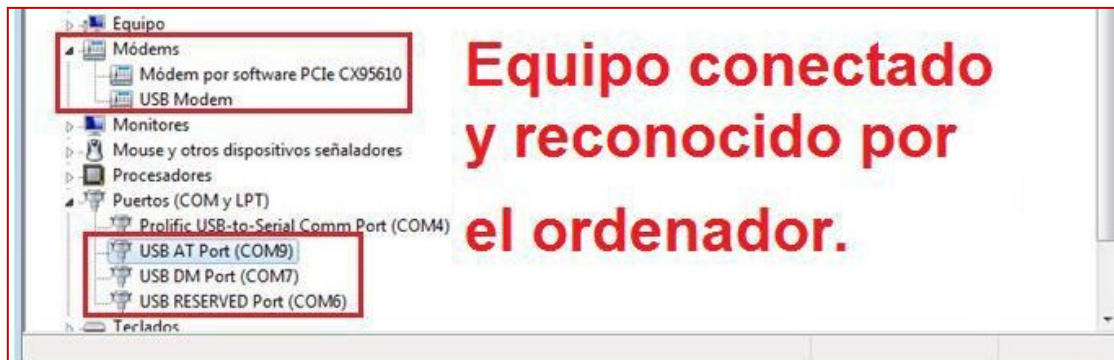 Equipo
Módems
Módem por software PCIe CX95610
USB Modem
Monitores
Mouse y otros dispositivos señaladores
Procesadores
Puertos (COM y LPT)
Prolific USB-to-Serial Comm Port (COM4)
USB AT Port (COM9)
USB DM Port (COM7)
USB RESERVED Port (COM6)
Teclados
Equipo conectado
y reconocido por
el ordenador.